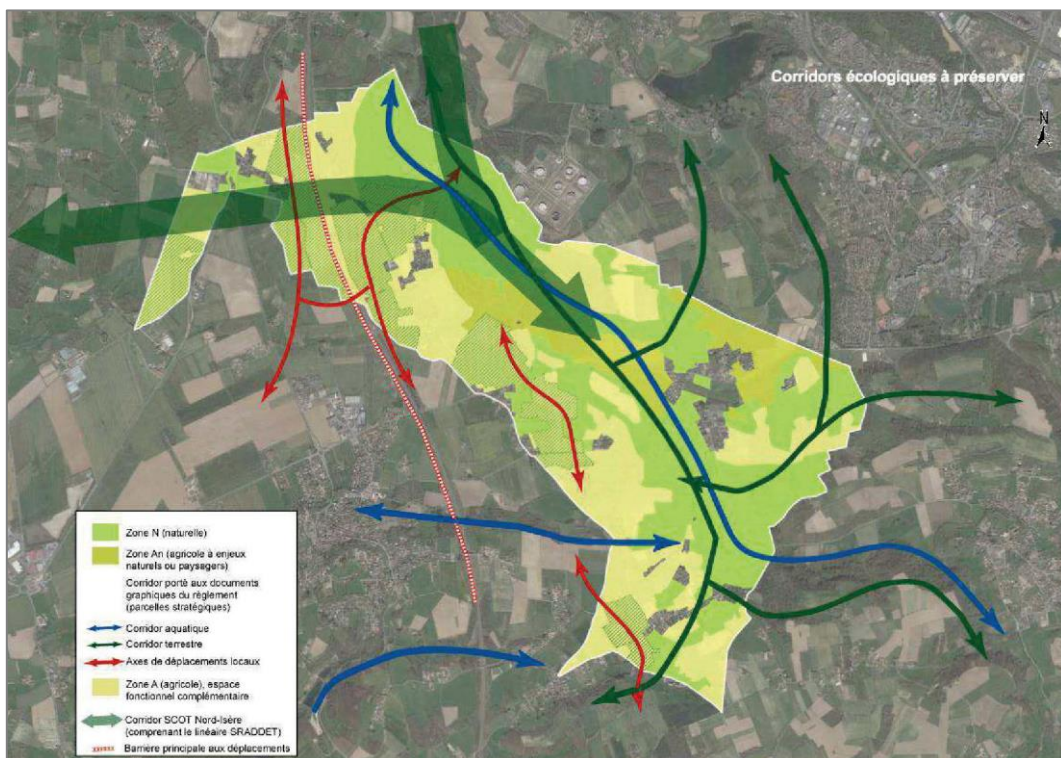 Corridors écologiques à préserver
N
Zone N (naturelle)
Zone An (agricole à enjeux
naturels ou paysagers)
Corridor porté aux documents
graphiques du règlement
(parcelles stratégiques)
Corridor aquatique
Corridor terrestre
Axes de déplacements locaux
Zone A (agricole), espace
fonctionnel complémentaire
Corridor SCOT Nord-Isère
(comprenant le linéaire SRADDET)
Barrière principale aux déplacements